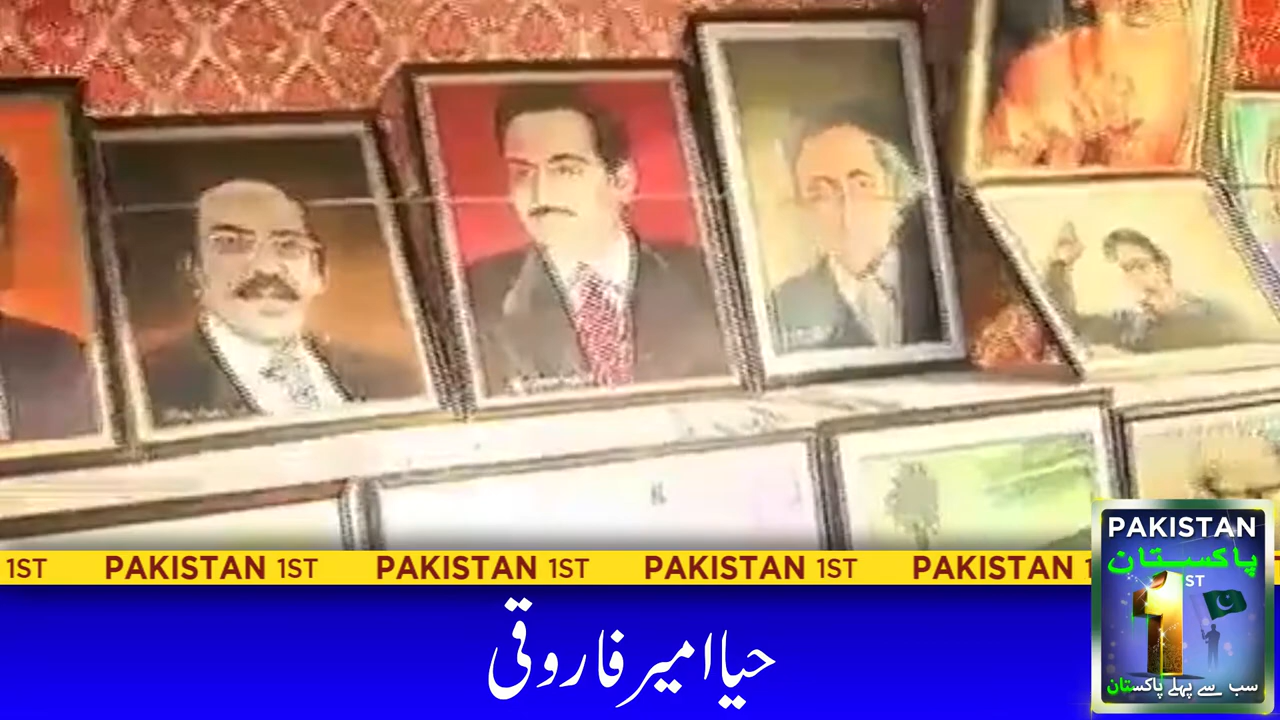 1ST PAKISTAN 1ST PAKISTAN 1ST PAKISTAN 1ST PAKISTAN
حیا امیر فاروقی
PAKISTAN
پاکستان
1ST
سب سے پہلے پاکستان